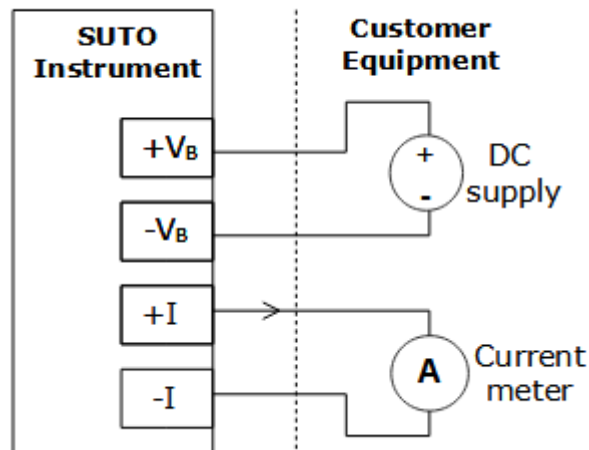 SUTO
Instrument
Customer
Equipment
+VB
-VB
+I
-I
+
-
DC
supply
A
Current
meter